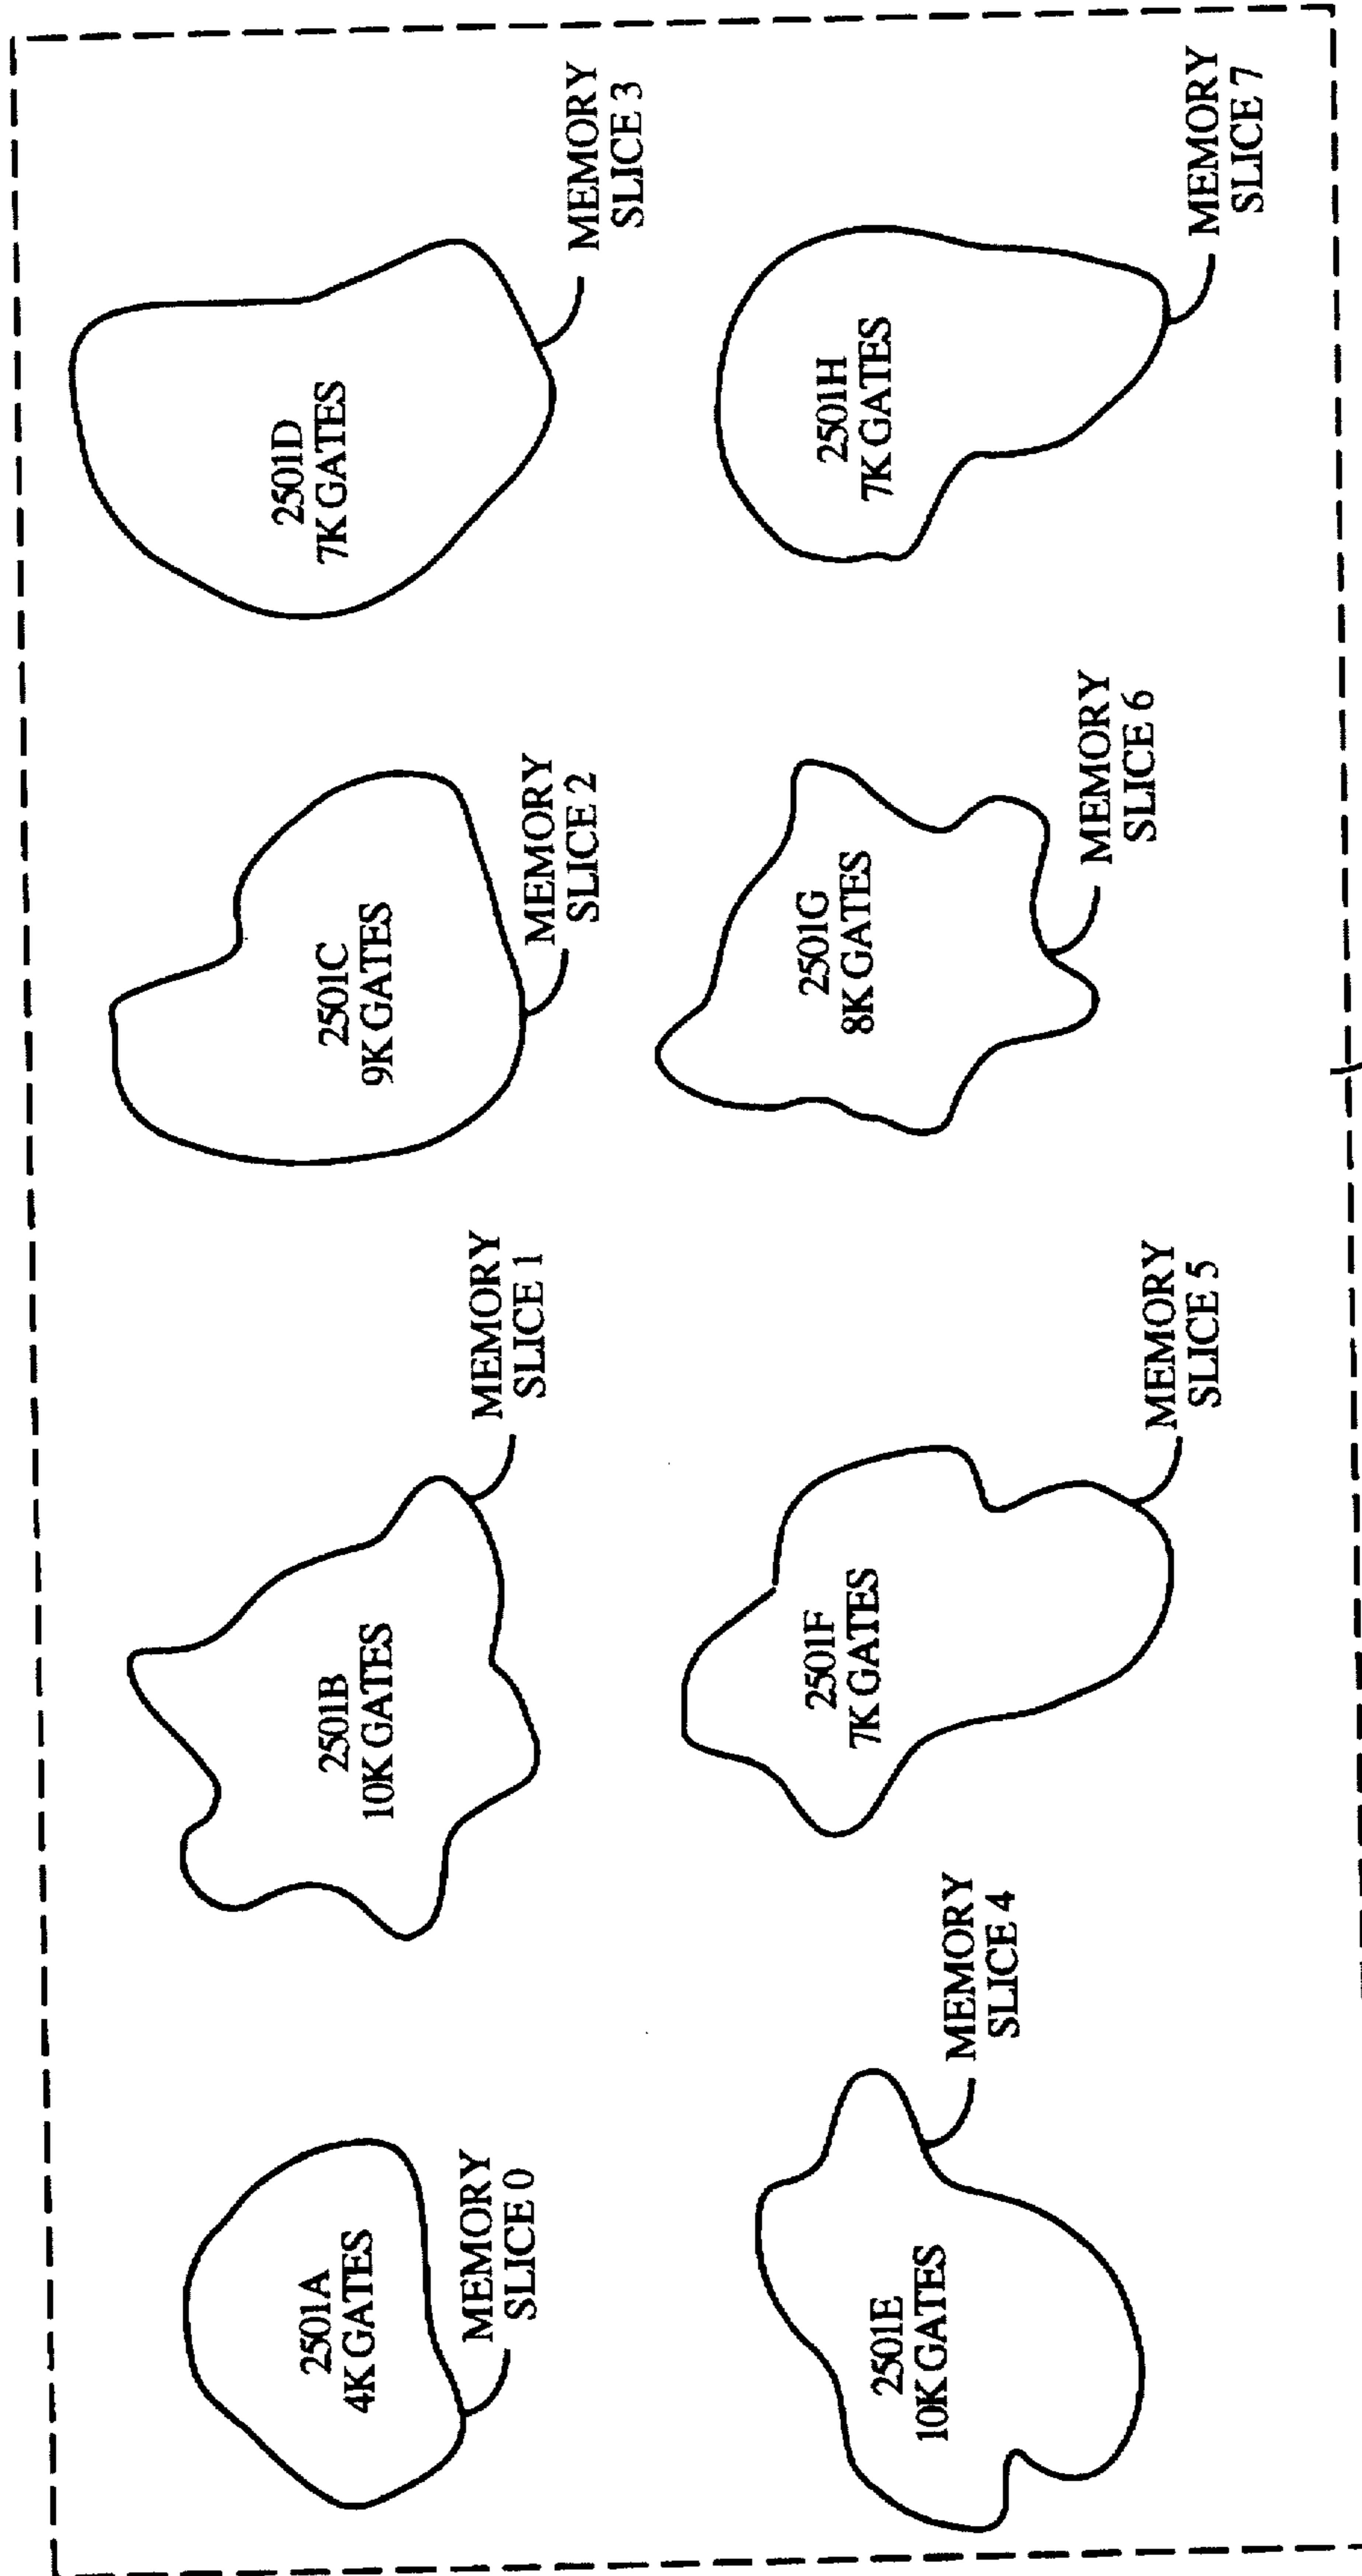 2501A
4K GATES
MEMORY
SLICE 0
2501B
10K GATES
MEMORY
SLICE 1
2501C
9K GATES
MEMORY
SLICE 2
2501D
7K GATES
MEMORY
SLICE 3
2501E
10K GATES
MEMORY
SLICE 4
2501F
7K GATES
MEMORY
SLICE 5
2501G
8K GATES
MEMORY
SLICE 6
2501H
7K GATES
MEMORY
SLICE 7